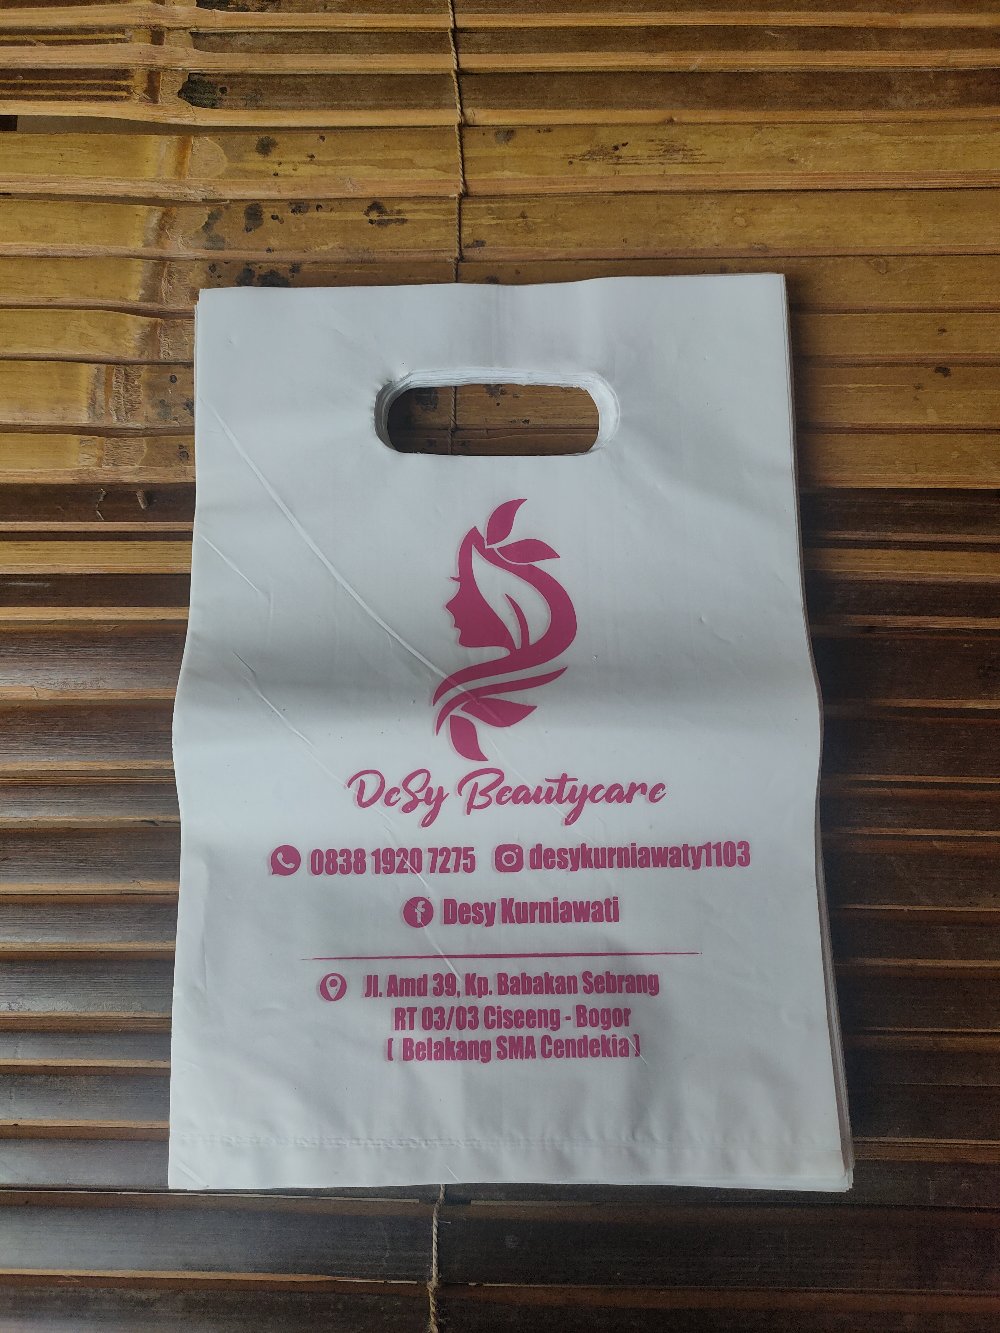 DeSy Beautycare
0838 1920 7275 desykurniawaty1103
Desy Kurniawati
Jl. Amd 39, Kp. Babakan Sebrang
RT 03/03 Ciseeng - Bogor
( Belakang SMA Cendekia )